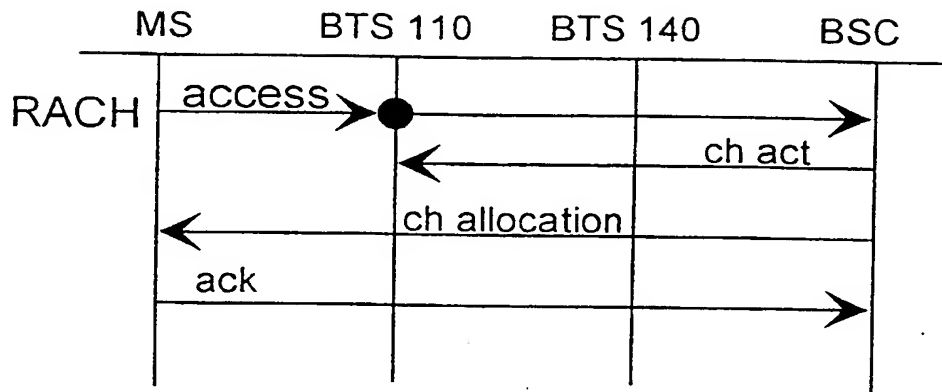 MS BTS 110 BTS 140 BSC
RACH access
ch act
ch allocation
ack